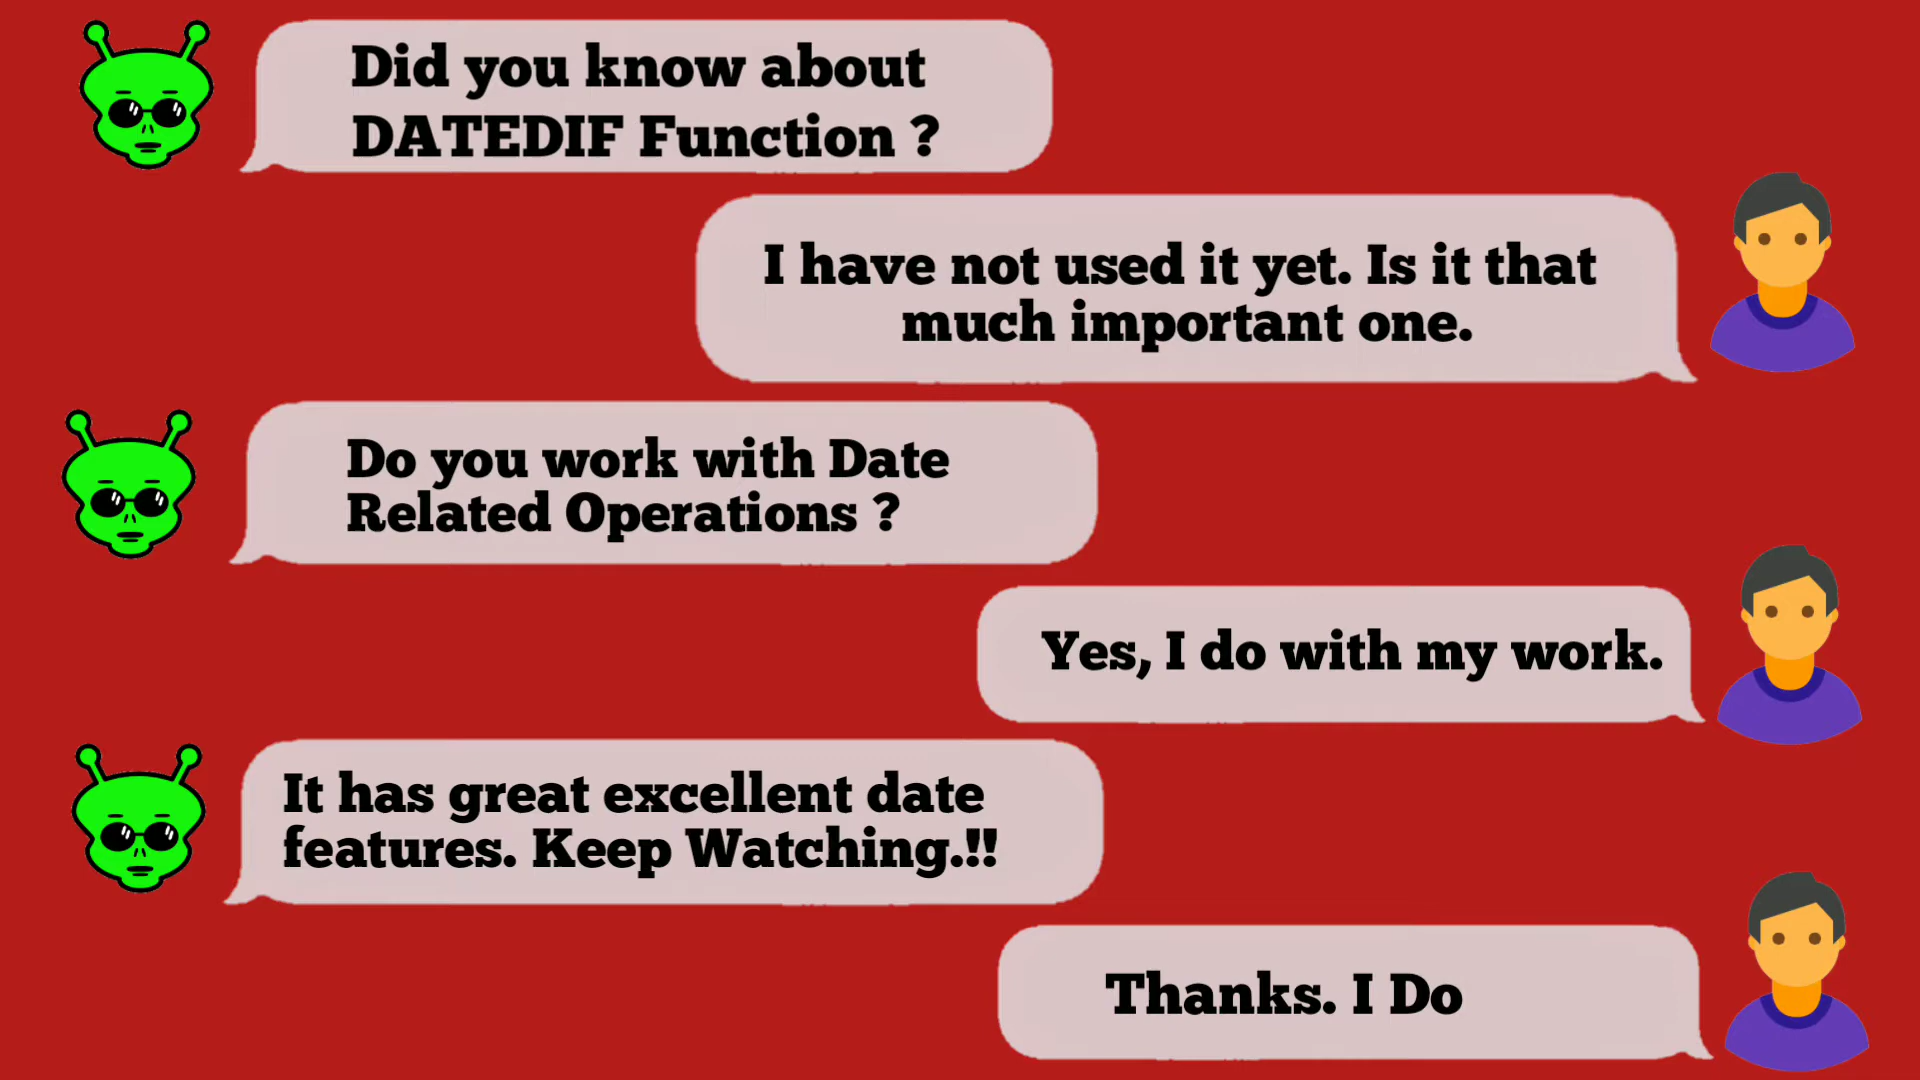 Did you know about
DATEDIF Function ?
I have not used it yet. Is it that
much important one.
Do you work with Date
Related Operations ?
Yes, I do with my work.
It has great excellent date
features. Keep Watching.!!
Thanks. I Do